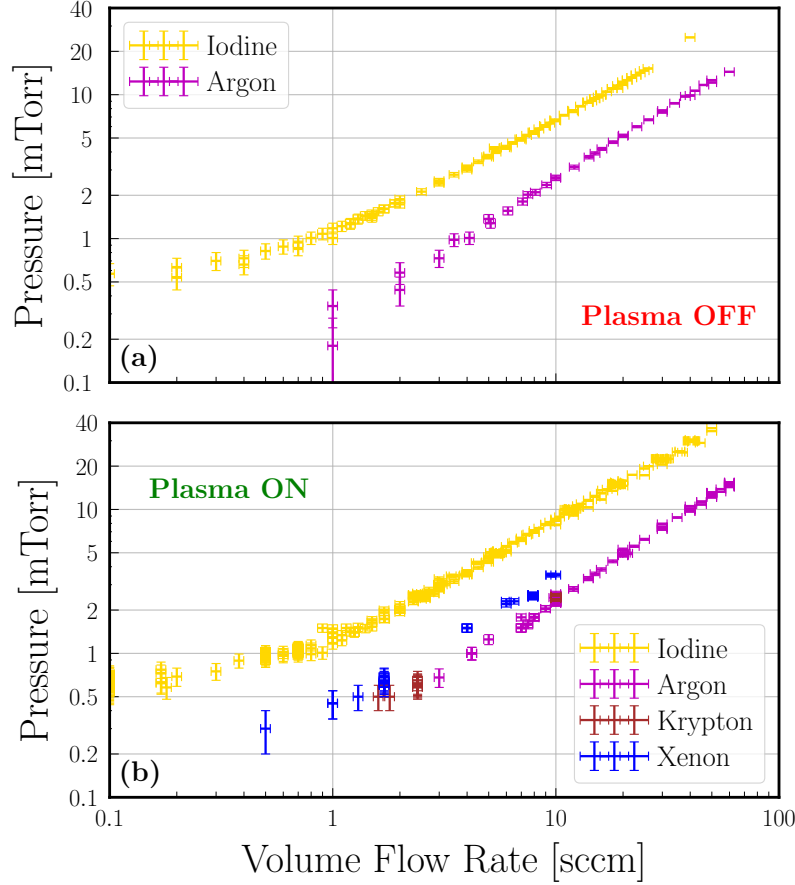 40
20
10
5
2
1
0.5
0.2
0.1
Pressure [mTorr]
Iodine
Argon
Plasma OFF
(a)
40
20
10
5
2
1
0.5
0.2
0.1
Pressure [mTorr]
Plasma ON
Iodine
Argon
Krypton
Xenon
(b)
0.1
1
10
100
Volume Flow Rate [sccm]